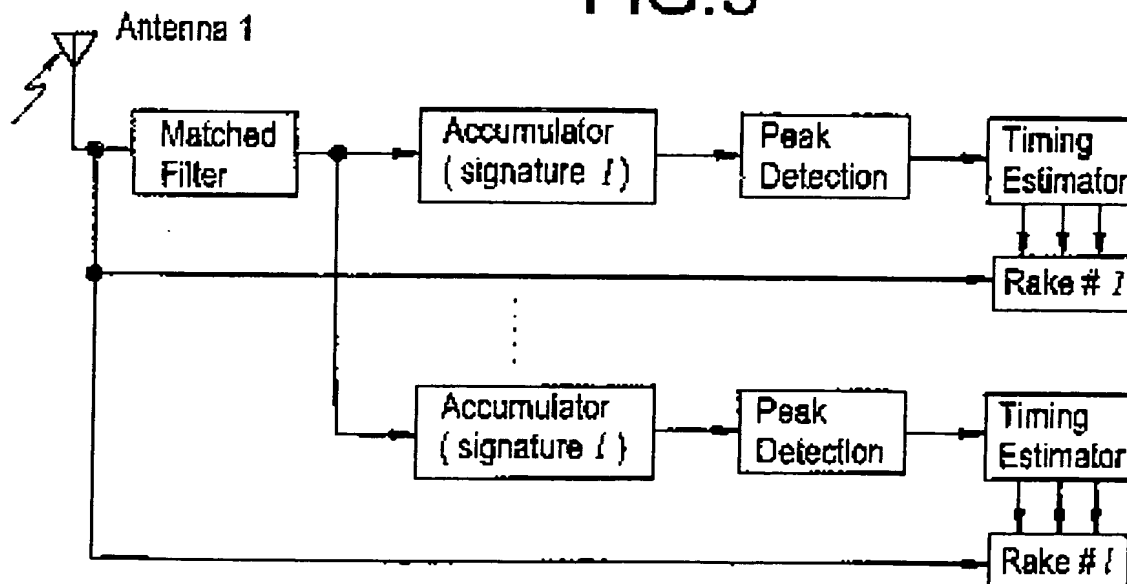 FIG.5
Antenna 1
Matched
Filter
Accumulator
( signature 1 )
Peak
Detection
Timing
Estimator
Rake # 1
Accumulator
( signature l )
Peak
Detection
Timing
Estimator
Rake # l